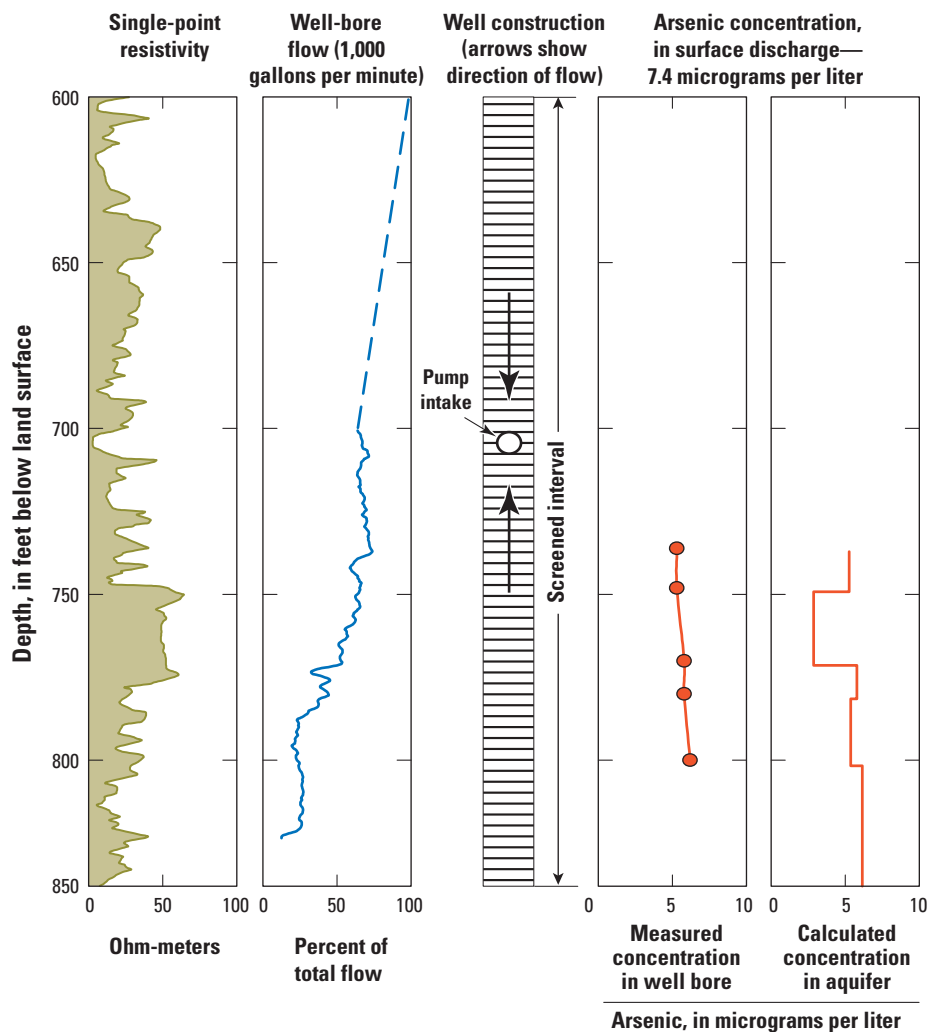 Single-point
resistivity
Well-bore
flow (1,000
gallons per minute)
Well construction
(arrows show
direction of flow)
Arsenic concentration,
in surface discharge—
7.4 micrograms per liter
Depth, in feet below land surface
600
650
700
750
800
850
Pump
intake
Screened interval
0 50 100
0 50 100
0 5 10
0 5 10
Ohm-meters
Percent of
total flow
Measured
concentration
in well bore
Calculated
concentration
in aquifer
Arsenic, in micrograms per liter